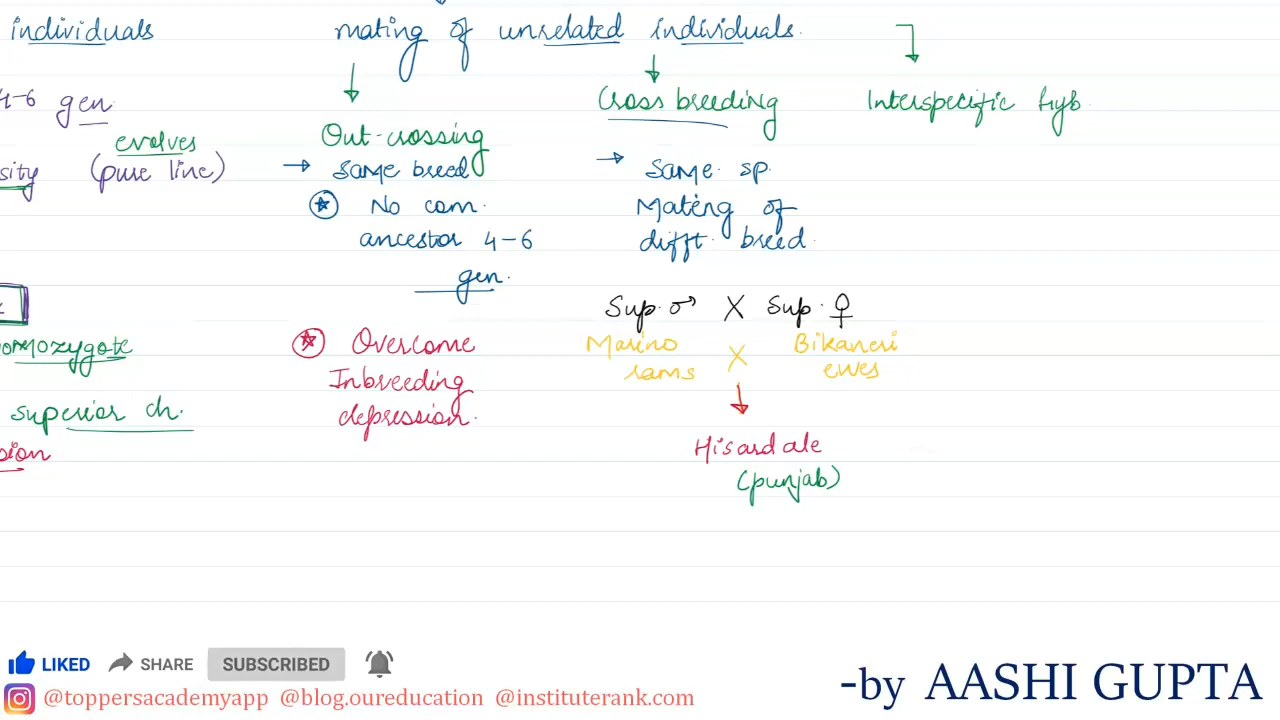 individuals
mating of unrelated individuals.
4-6 gen
evolves
sity (pure line)
Out-crossing
→ same breed
No com.
ancestor 4-6
gen.
Cross breeding
→ Same. sp.
Mateng of
difft. breed.
Interspecific hyb.
Sup. ♂ X Sup. ♀
Marino rams X Bikaneri ewes
Hisardale
(punjab)
omozygote
superior ch.
sion
Overcome
Inbreeding
depression.
LIKED SHARE SUBSCRIBED
@toppersacademyapp @blog.oureducation @instituterank.com
-by AASHI GUPTA